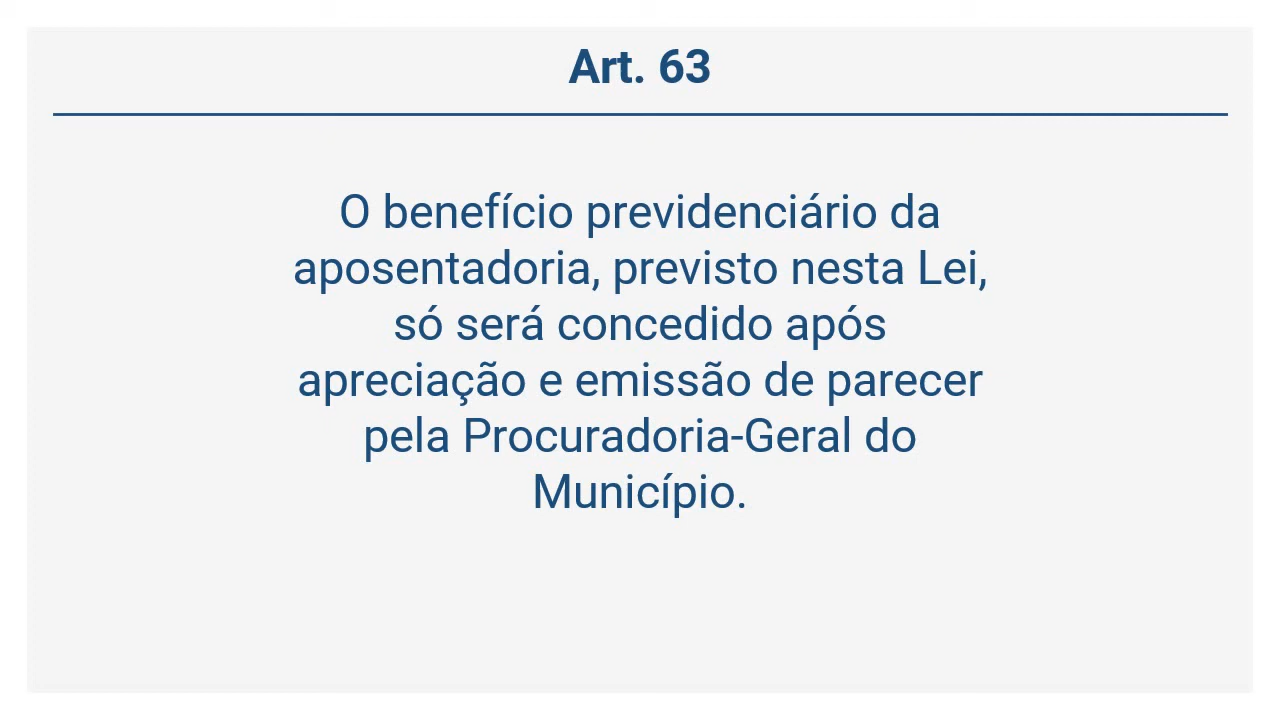 Art. 63
O benefício previdenciário da
aposentadoria, previsto nesta Lei,
só será concedido após
apreciação e emissão de parecer
pela Procuradoria-Geral do
Município.